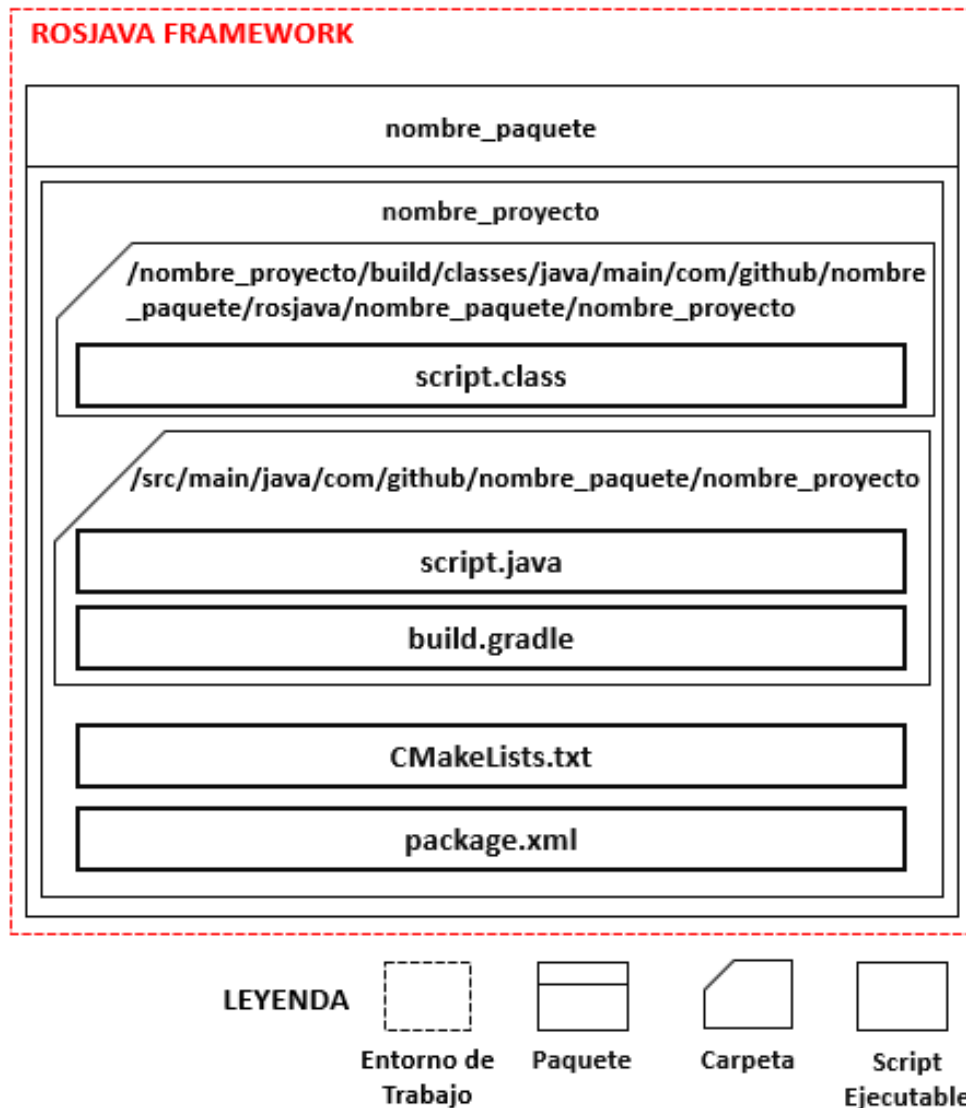 ROSJAVA FRAMEWORK
nombre_paquete
nombre_proyecto
/nombre_proyecto/build/classes/java/main/com/github/nombre
_paquete/rosjava/nombre_paquete/nombre_proyecto
script.class
/src/main/java/com/github/nombre_paquete/nombre_proyecto
script.java
build.gradle
CMakeLists.txt
package.xml
LEYENDA
Entorno de
Trabajo
Paquete
Carpeta
Script
Ejecutable